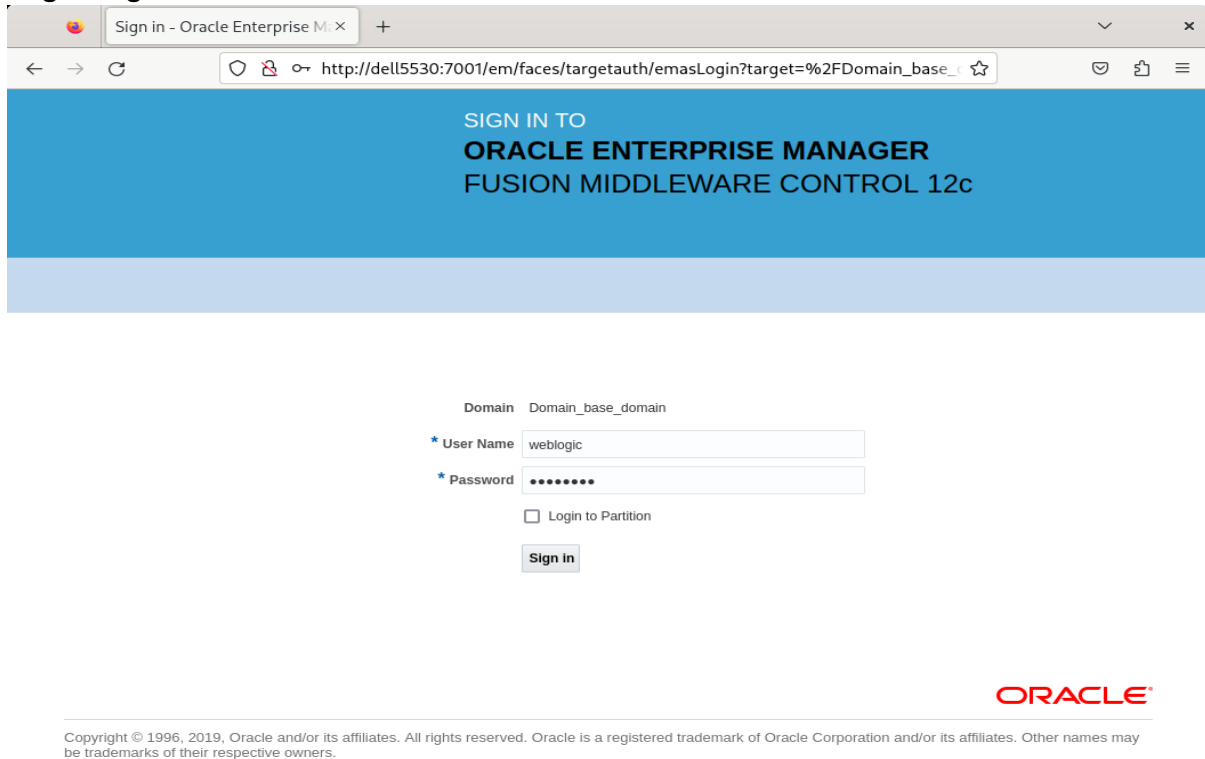 Sign in - Oracle Enterprise M
http://dell5530:7001/em/faces/targetauth/emasLogin?target=%2FDomain_base_
SIGN IN TO
ORACLE ENTERPRISE MANAGER
FUSION MIDDLEWARE CONTROL 12c
Domain Domain_base_domain
* User Name weblogic
* Password ••••••••
Login to Partition
Sign in
ORACLE®
Copyright © 1996, 2019, Oracle and/or its affiliates. All rights reserved. Oracle is a registered trademark of Oracle Corporation and/or its affiliates. Other names may
be trademarks of their respective owners.